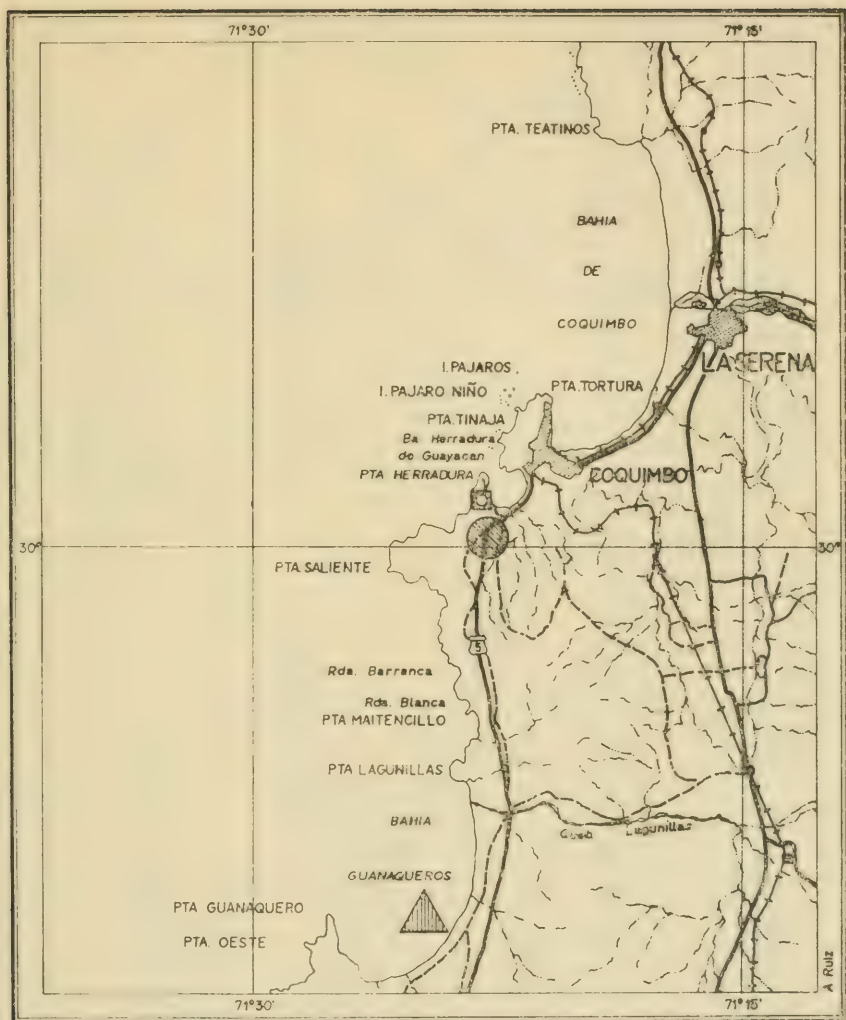 71°30' 71°15'
PTA. TEATINOS
BAHIA
DE
COQUIMBO
LA SERENA
I. PAJAROS
I. PAJARO NIÑO
PTA. TORTURA
PTA. TINAJA
Ba Herradura
de Guayacan
COQUIMBO
PTA HERRADURA
30° 30°
PTA. SALIENTE
5
Rda. Barranca
Rda. Blanca
PTA MAITENCILLO
PTA LAGUNILLAS
BAHIA
Queb Lagunillas
GUANAQUEROS
PTA GUANAQUERO
PTA. OESTE
A Ruiz
71°30' 71°15'